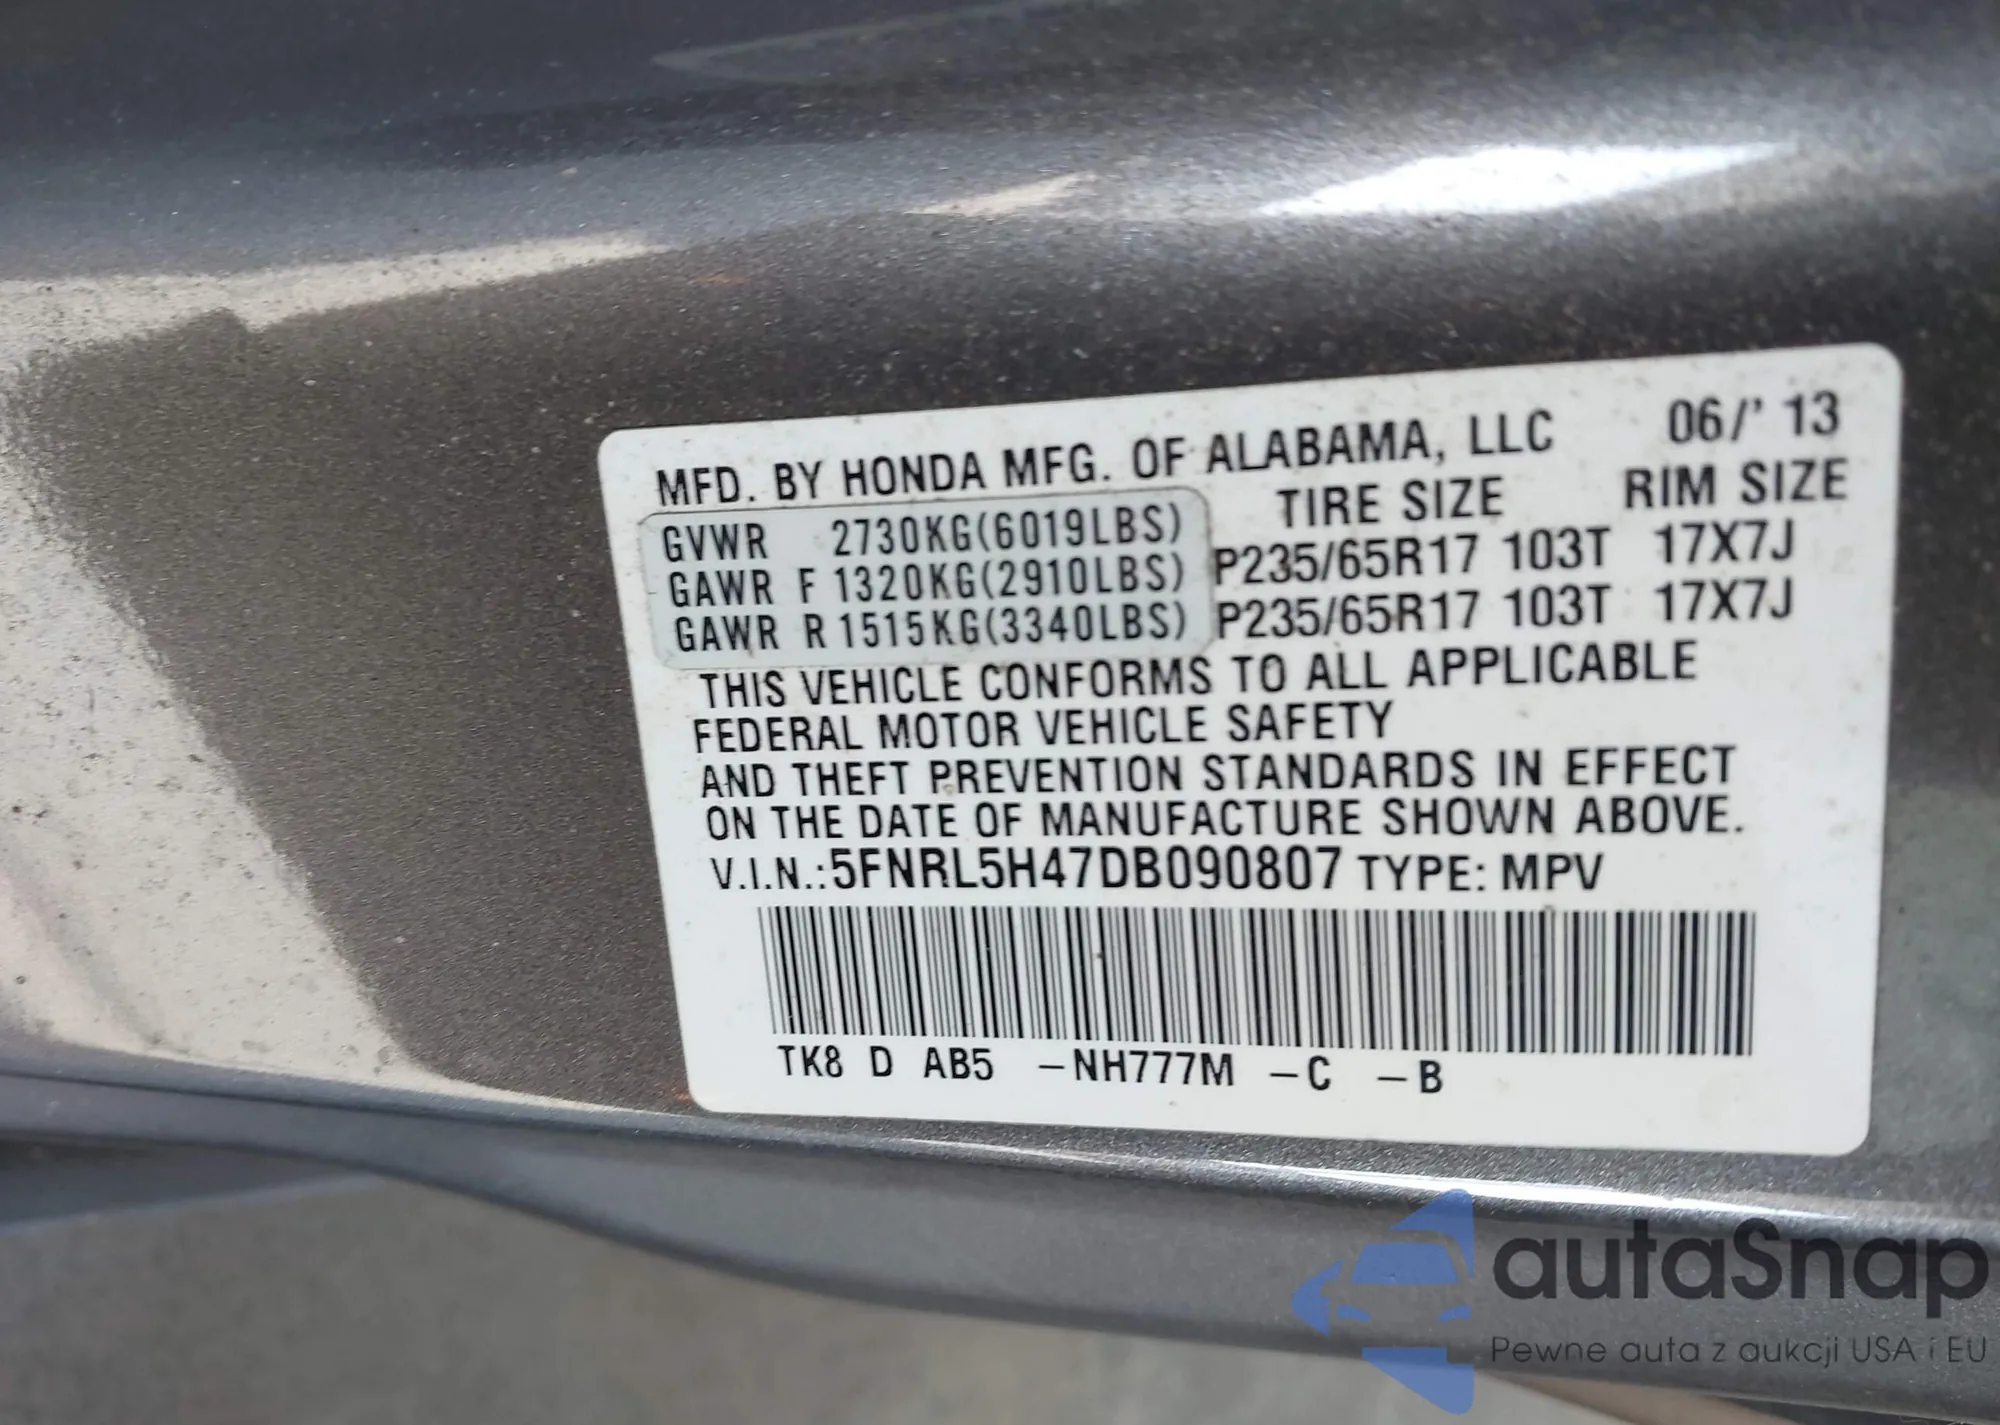 MFD. BY HONDA MFG. OF ALABAMA, LLC 06/' 13
TIRE SIZE RIM SIZE
GVWR 2730KG(6019LBS)
GAWR F 1320KG(2910LBS) P235/65R17 103T 17X7J
GAWR R 1515KG(3340LBS) P235/65R17 103T 17X7J
THIS VEHICLE CONFORMS TO ALL APPLICABLE
FEDERAL MOTOR VEHICLE SAFETY
AND THEFT PREVENTION STANDARDS IN EFFECT
ON THE DATE OF MANUFACTURE SHOWN ABOVE.
V.I.N.:5FNRL5H47DB090807 TYPE: MPV
TK8 D AB5 -NH777M -C -B
autaSnap
Pewne auta z aukcji USA i EU